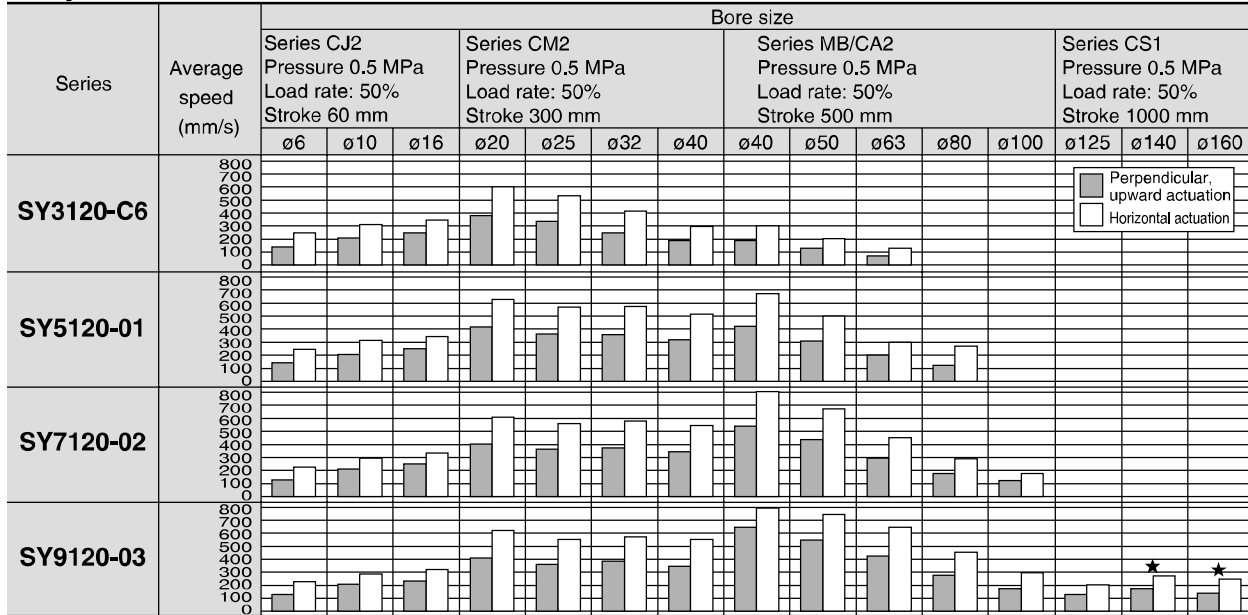 Bore size
Series
Average
speed
(mm/s)
Series CJ2
Pressure 0.5 MPa
Load rate: 50%
Stroke 60 mm
Series CM2
Pressure 0.5 MPa
Load rate: 50%
Stroke 300 mm
Series MB/CA2
Pressure 0.5 MPa
Load rate: 50%
Stroke 500 mm
Series CS1
Pressure 0.5 MPa
Load rate: 50%
Stroke 1000 mm
ø6 ø10 ø16 ø20 ø25 ø32 ø40 ø40 ø50 ø63 ø80 ø100 ø125 ø140 ø160
SY3120-C6
800
700
600
500
400
300
200
100
0
Perpendicular,
upward actuation
Horizontal actuation
SY5120-01
800
700
600
500
400
300
200
100
0
SY7120-02
800
700
600
500
400
300
200
100
0
SY9120-03
800
700
600
500
400
300
200
100
0
★ ★